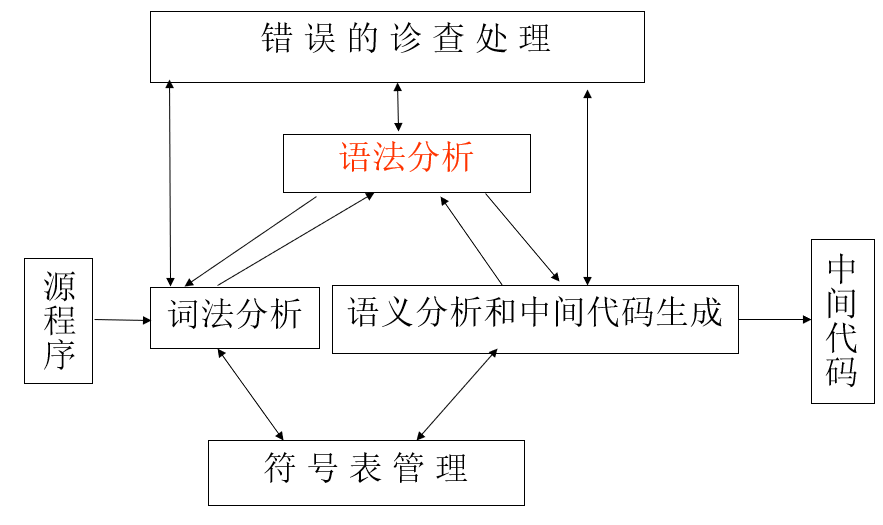 错误的诊查处理
语法分析
源程序
词法分析
语义分析和中间代码生成
中间代码
符号表管理